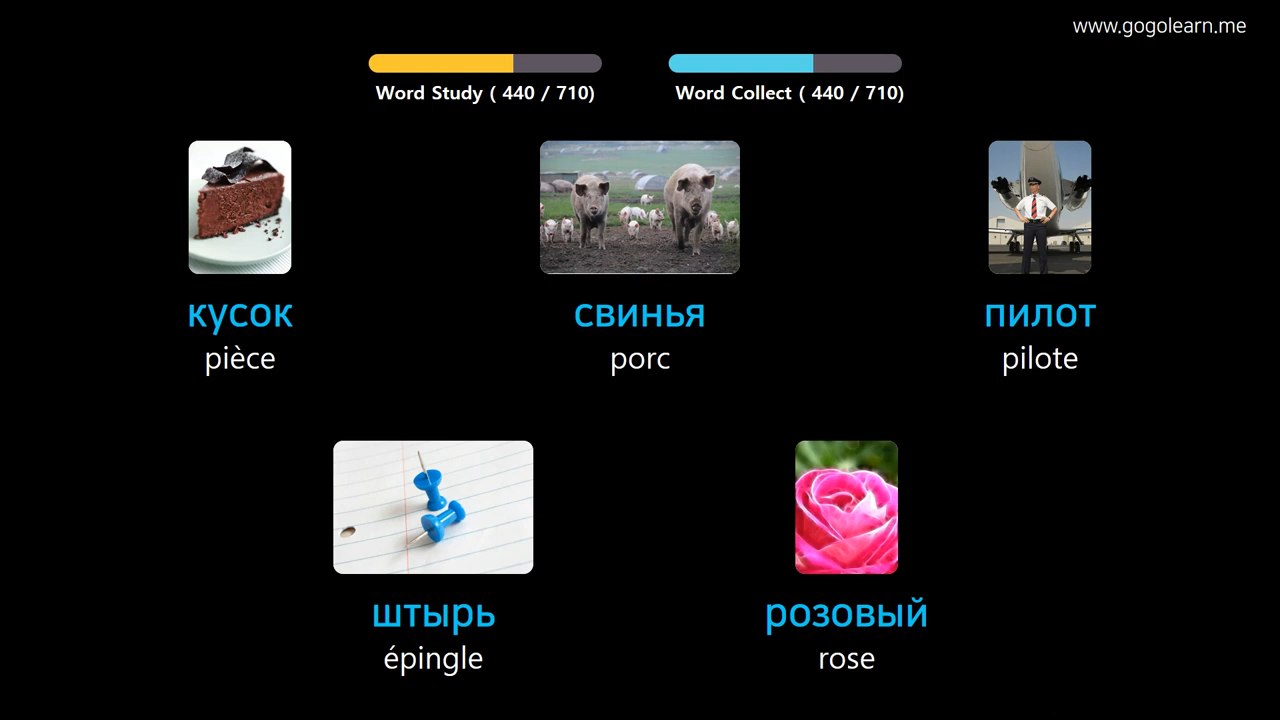 www.gogolearn.me
Word Study ( 440 / 710)
Word Collect ( 440 / 710)
кусок
pièce
свинья
porc
пилот
pilote
штырь
épingle
розовый
rose